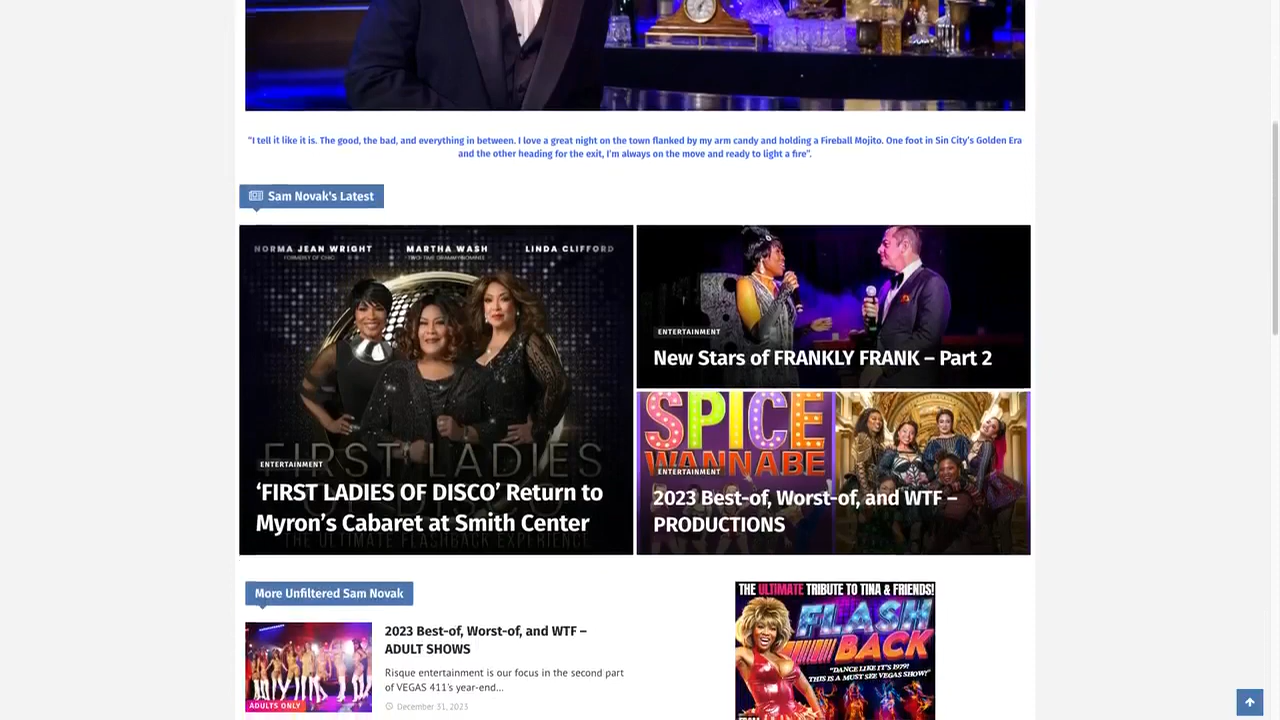 "I tell it like it is. The good, the bad, and everything in between. I love a great night on the town flanked by my arm candy and holding a Fireball Mojito. One foot in Sin City's Golden Era
and the other heading for the exit, I'm always on the move and ready to light a fire".
Sam Novak's Latest
NORMA JEAN WRIGHT
FORMERLY OF CHIC
MARTHA WASH
TWO-TIME GRAMMY NOMINEE
LINDA CLIFFORD
FIRST LADIES
ENTERTAINMENT
‘FIRST LADIES OF DISCO’ Return to
Myron’s Cabaret at Smith Center
THE ULTIMATE FLASHBACK EXPERIENCE
ENTERTAINMENT
New Stars of FRANKLY FRANK – Part 2
SPICE
WANNABE
ENTERTAINMENT
2023 Best-of, Worst-of, and WTF –
PRODUCTIONS
More Unfiltered Sam Novak
ADULTS ONLY
2023 Best-of, Worst-of, and WTF –
ADULT SHOWS
Risque entertainment is our focus in the second part
of VEGAS 411's year-end...
December 31, 2023
THE ULTIMATE TRIBUTE TO TINA & FRIENDS!
FLASH
BACK
"DANCE LIKE IT'S 1979!
THIS IS A MUST SEE VEGAS SHOW!"